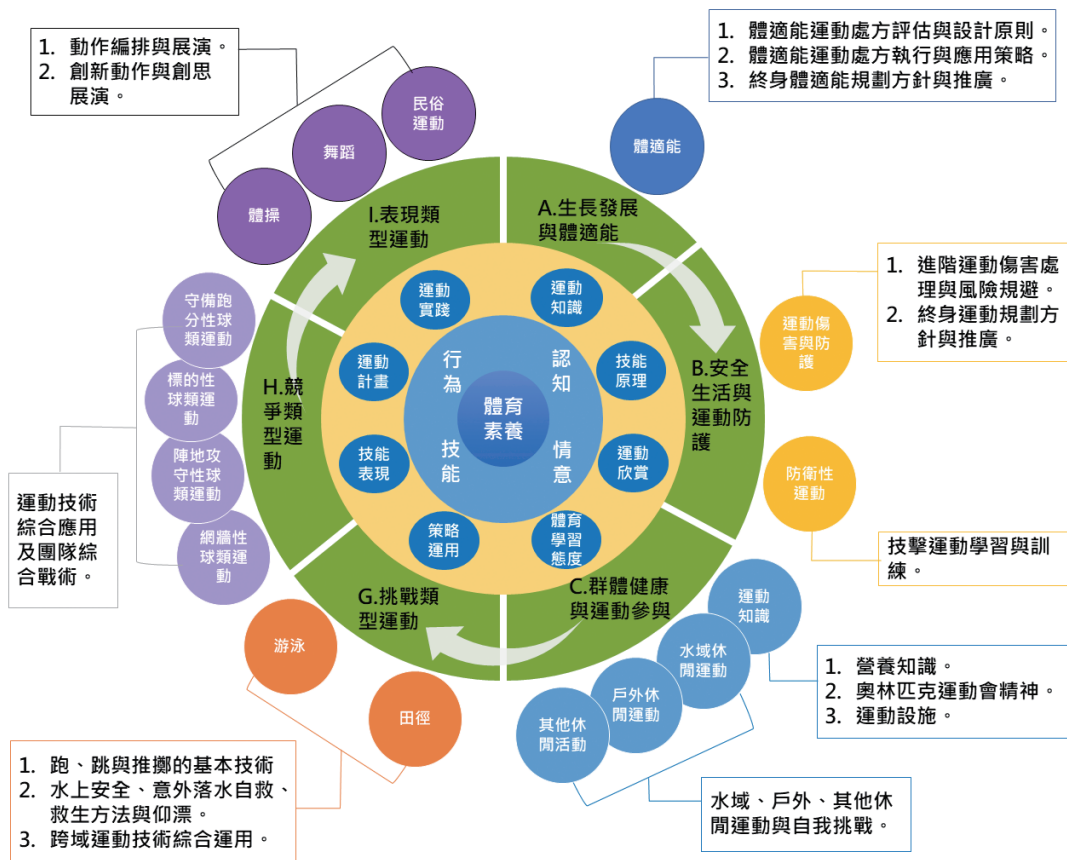 1. 動作編排與展演。
2. 創新動作與創思
展演。
1. 體適能運動處方評估與設計原則。
2. 體適能運動處方執行與應用策略。
3. 終身體適能規劃方針與推廣。
民俗
運動
舞蹈
體操
體適能
I.表現類
型運動
A.生長發展
與體適能
守備跑
分性球
類運動
標的性
球類運
動
陣地攻
守性球
類運動
網牆性
球類運
動
運動技術
綜合應用
及團隊綜
合戰術。
H.競
爭類
型運
動
運動
實踐
運動
知識
運動
計畫
技能
原理
技能
表現
運動
欣賞
策略
運用
體育
學習
態度
行
為
認
知
技
能
情
意
體育
素養
B.安全
生活與
運動防
護
運動傷
害與防
護
1. 進階運動傷害處
理與風險規避。
2. 終身運動規劃方
針與推廣。
防衛性
運動
技擊運動學習與訓
練。
G.挑戰類
型運動
C.群體健康
與運動參與
游泳
田徑
1. 跑、跳與推擲的基本技術
2. 水上安全、意外落水自救、
救生方法與仰漂。
3. 跨域運動技術綜合運用。
運動
知識
水域休
閒運動
戶外休
閒運動
其他休
閒活動
1. 營養知識。
2. 奧林匹克運動會精神。
3. 運動設施。
水域、戶外、其他休
閒運動與自我挑戰。